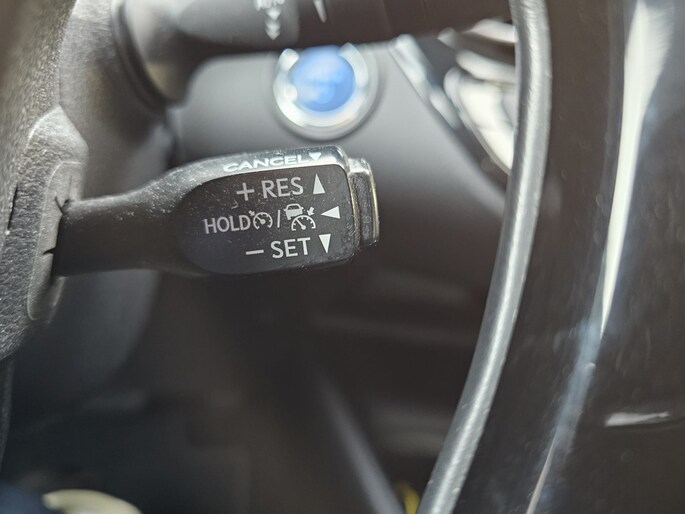 CANCEL
+ RES
HOLD /
− SET